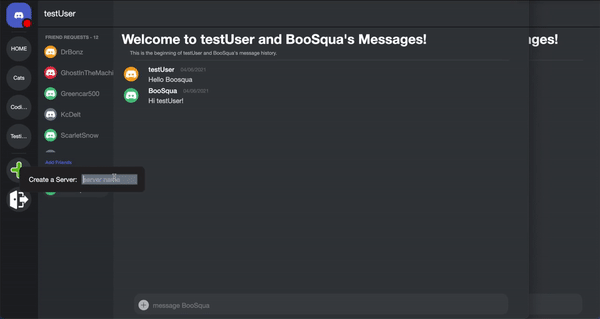 testUser
HOME
Cats
Codi...
Testi...
FRIEND REQUESTS - 12
DrBonz
GhostInTheMachi
Greencar500
KcDelt
ScarletSnow
Add Friends
Create a Server:
server name
Welcome to testUser and BooSqua's Messages!
This is the beginning of testUser and BooSqua's message history.
testUser 04/06/2021
Hello Boosqua
BooSqua 04/06/2021
Hi testUser!
message BooSqua
nges!